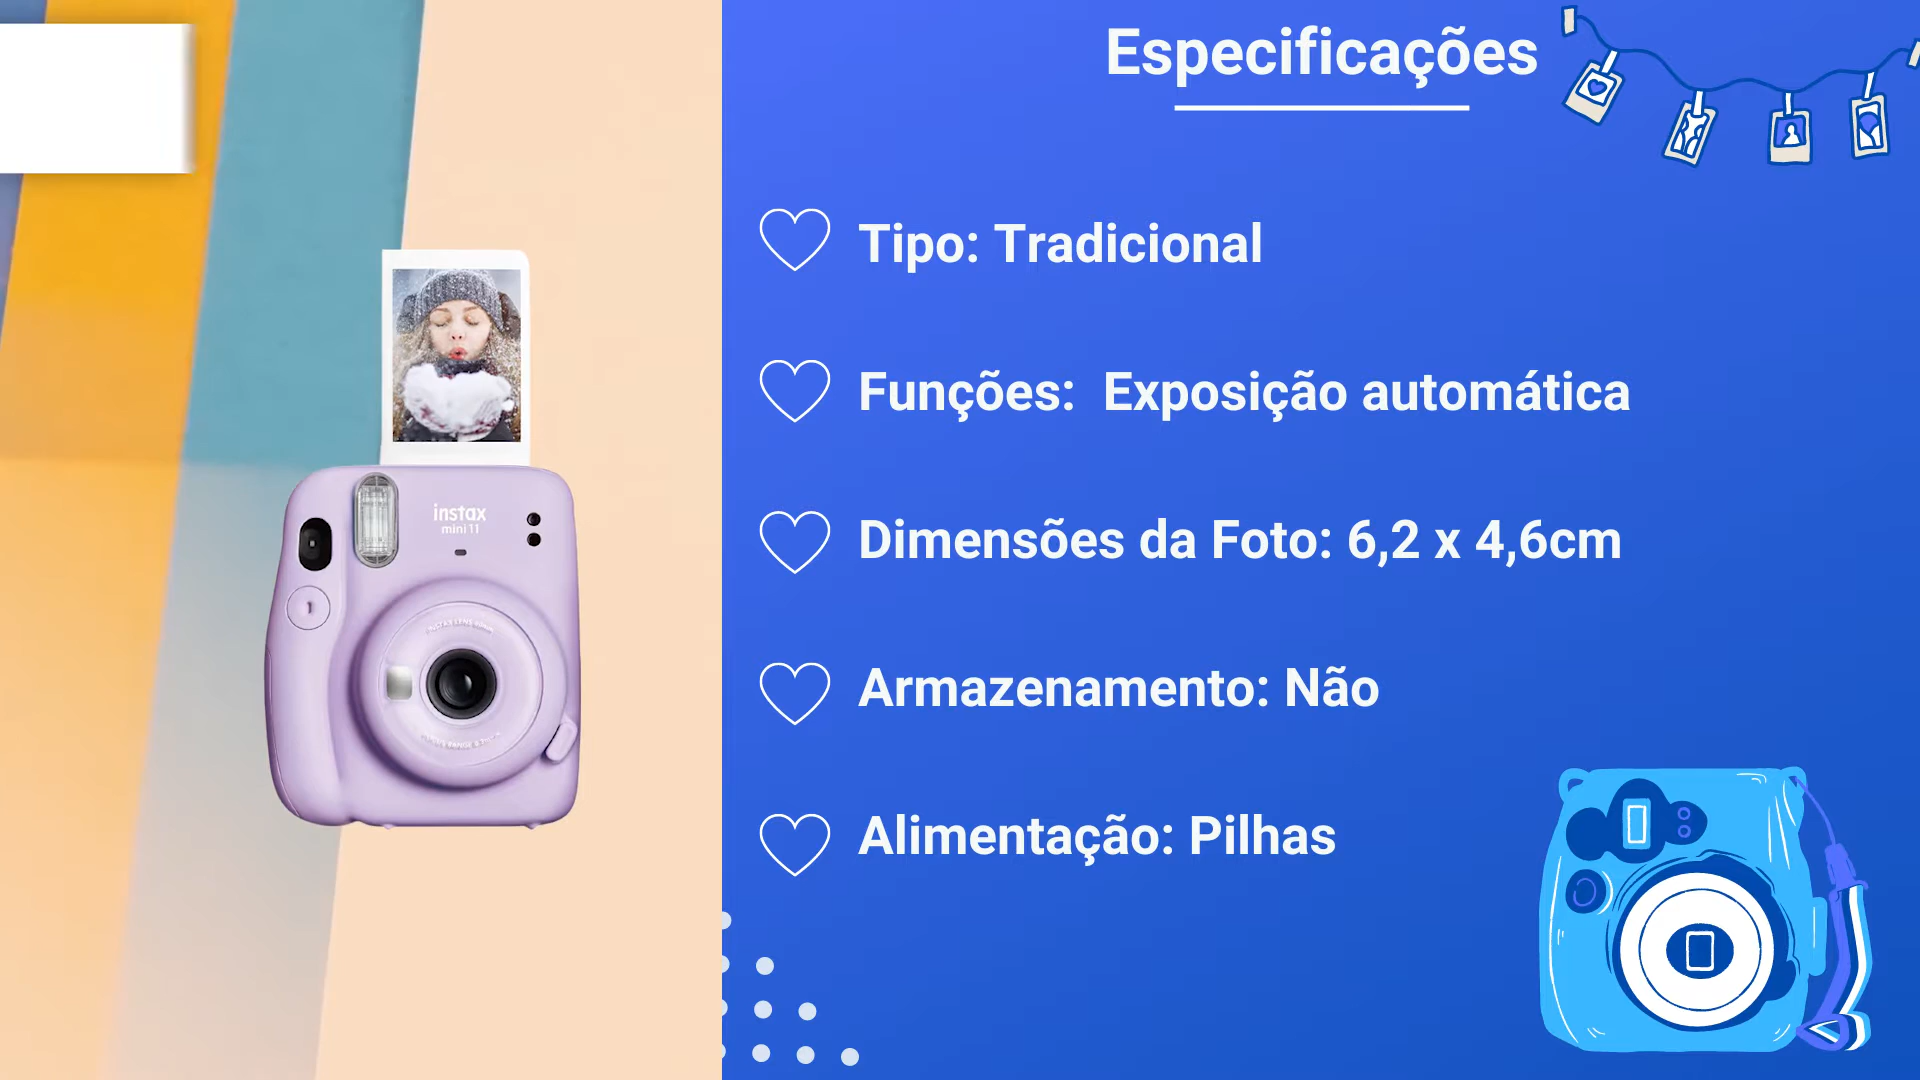 Especificações
Tipo: Tradicional
Funções:  Exposição automática
Dimensões da Foto: 6,2 x 4,6cm
Armazenamento: Não
Alimentação: Pilhas
instax
mini 11